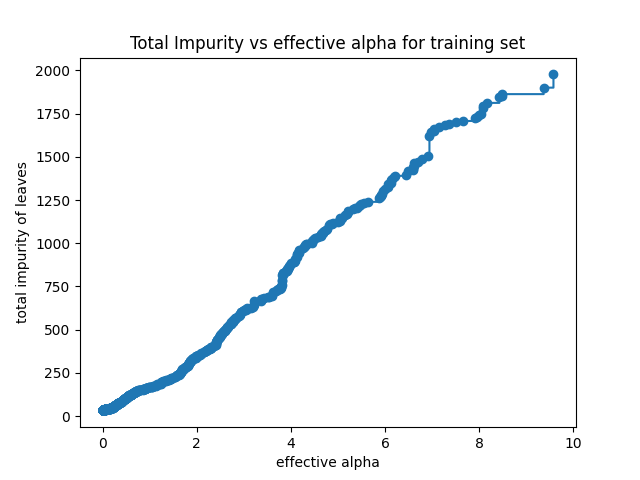 Total Impurity vs effective alpha for training set
2000
1750
1500
1250
1000
750
500
250
0
total impurity of leaves
0 2 4 6 8 10
effective alpha